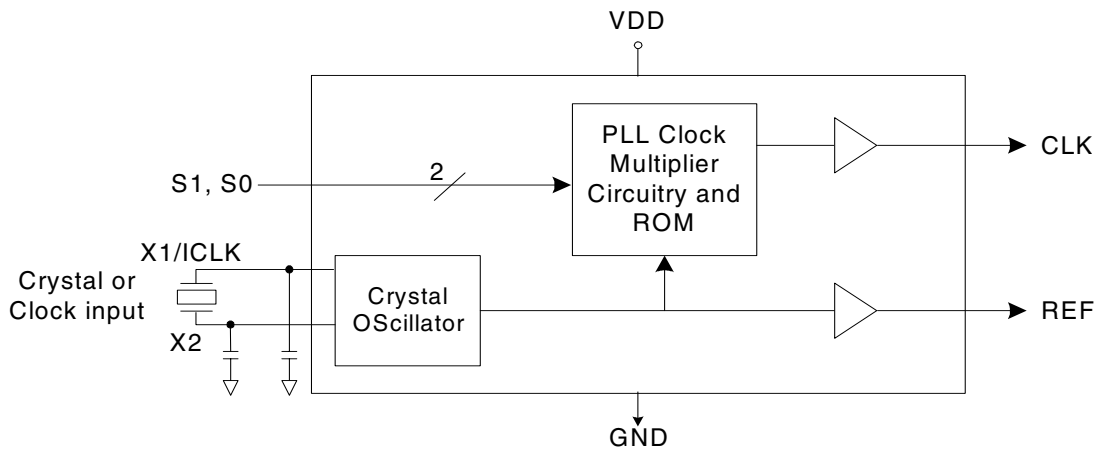 VDD
PLL Clock
Multiplier
Circuitry and
ROM
CLK
2
S1, S0
X1/ICLK
Crystal or
Clock input
X2
Crystal
OScillator
REF
GND